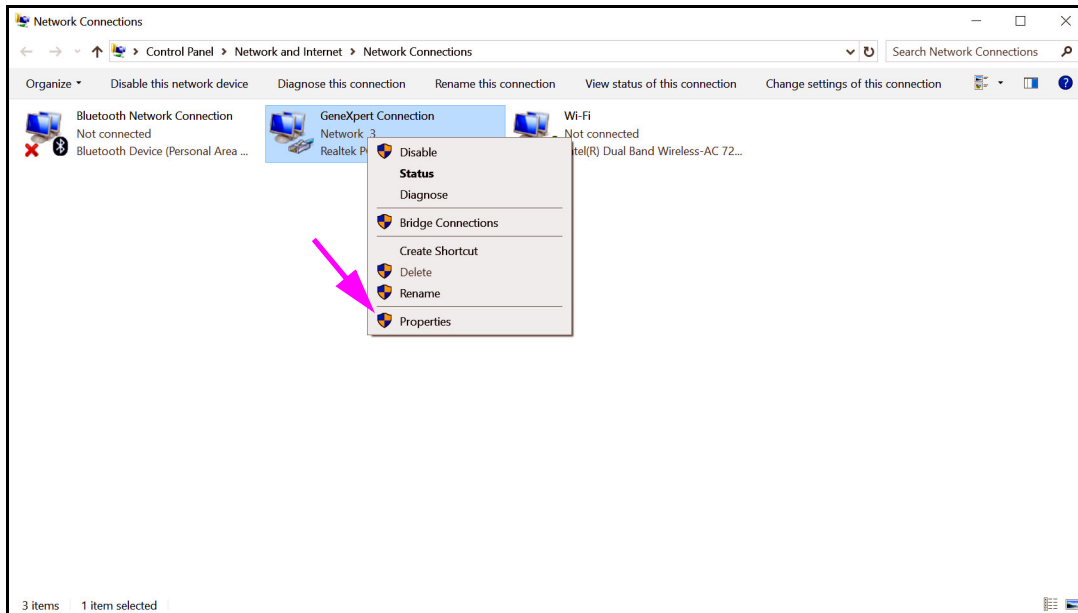 Network Connections
Control Panel > Network and Internet > Network Connections
Search Network Connections
Organize Disable this network device Diagnose this connection Rename this connection View status of this connection Change settings of this connection
Bluetooth Network Connection
Not connected
Bluetooth Device (Personal Area ...
GeneXpert Connection
Network 3
Realtek
Wi-Fi
Not connected
Dual Band Wireless-AC 72...
Disable
Status
Diagnose
Bridge Connections
Create Shortcut
Delete
Rename
Properties
3 items 1 item selected